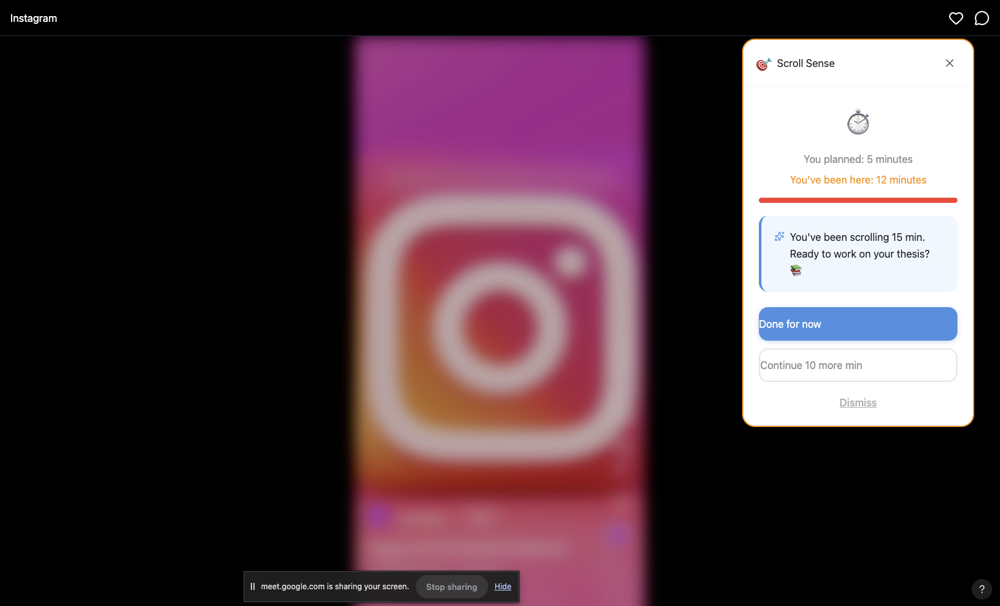 Instagram
Scroll Sense
You planned: 5 minutes
You've been here: 12 minutes
You've been scrolling 15 min.
Ready to work on your thesis?
Done for now
Continue 10 more min
Dismiss
meet.google.com is sharing your screen.
Stop sharing
Hide
?